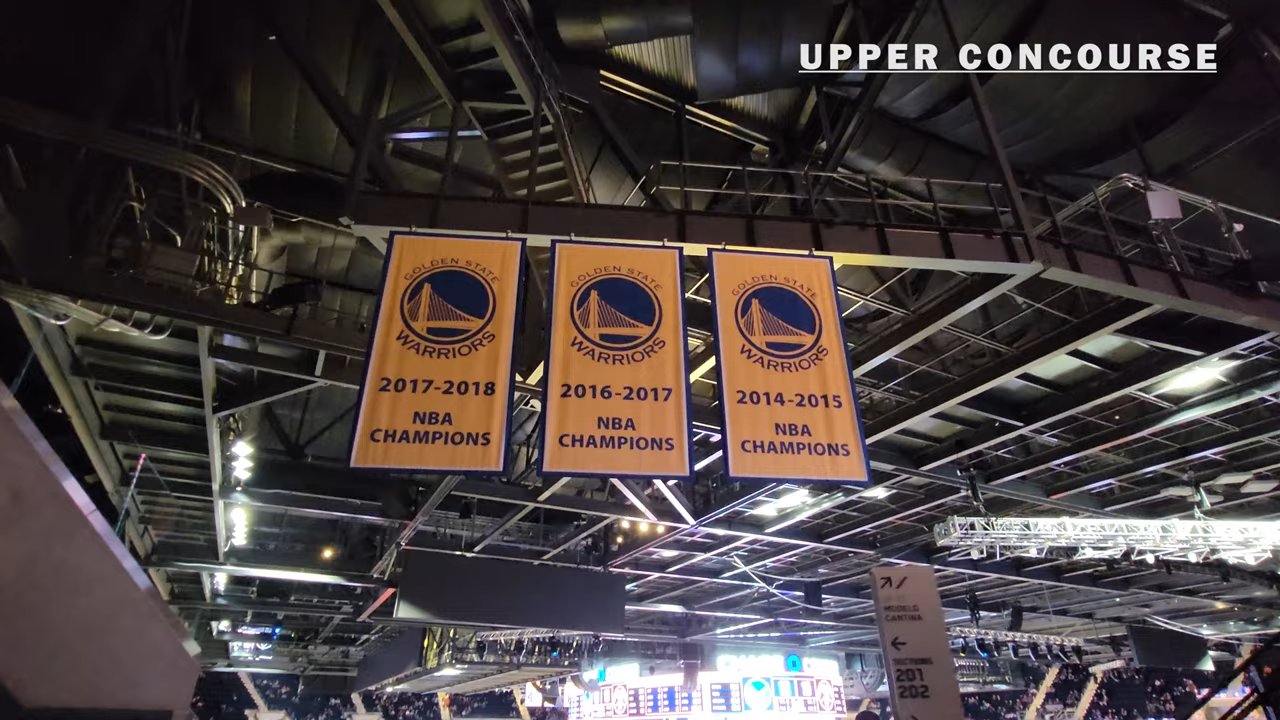 UPPER CONCOURSE
GOLDEN STATE
WARRIORS
2017-2018
NBA
CHAMPIONS
GOLDEN STATE
WARRIORS
2016-2017
NBA
CHAMPIONS
GOLDEN STATE
WARRIORS
2014-2015
NBA
CHAMPIONS
MODELO
CANTINA
SECTIONS
201
202